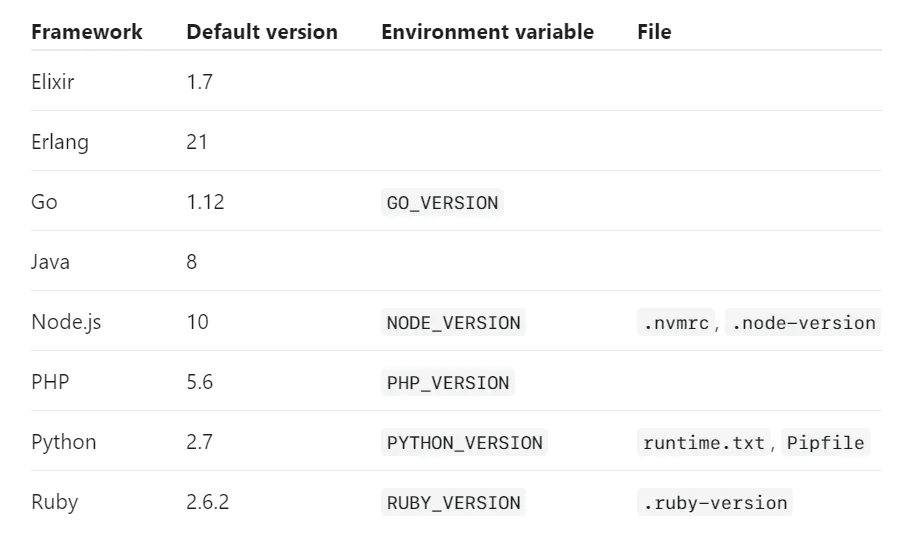 Framework Default version Environment variable File
Elixir 1.7
Erlang 21
Go 1.12 GO_VERSION
Java 8
Node.js 10 NODE_VERSION .nvmrc, .node-version
PHP 5.6 PHP_VERSION
Python 2.7 PYTHON_VERSION runtime.txt, Pipfile
Ruby 2.6.2 RUBY_VERSION .ruby-version